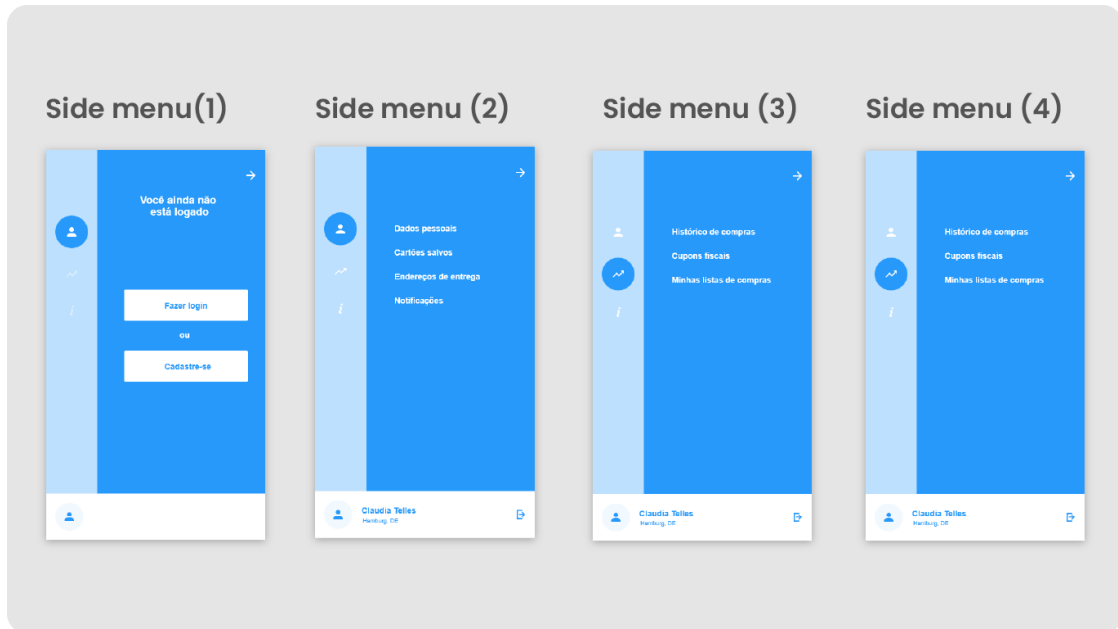 Side menu(1)
Você ainda não
está logado
Fazer login
ou
Cadastre-se
Side menu (2)
Dados pessoais
Cartões salvos
Endereços de entrega
Notificações
Claudia Telles
Hamburg, DE
Side menu (3)
Histórico de compras
Cupons fiscais
Minhas listas de compras
Claudia Telles
Hamburg, DE
Side menu (4)
Histórico de compras
Cupons fiscais
Minhas listas de compras
Claudia Telles
Hamburg, DE